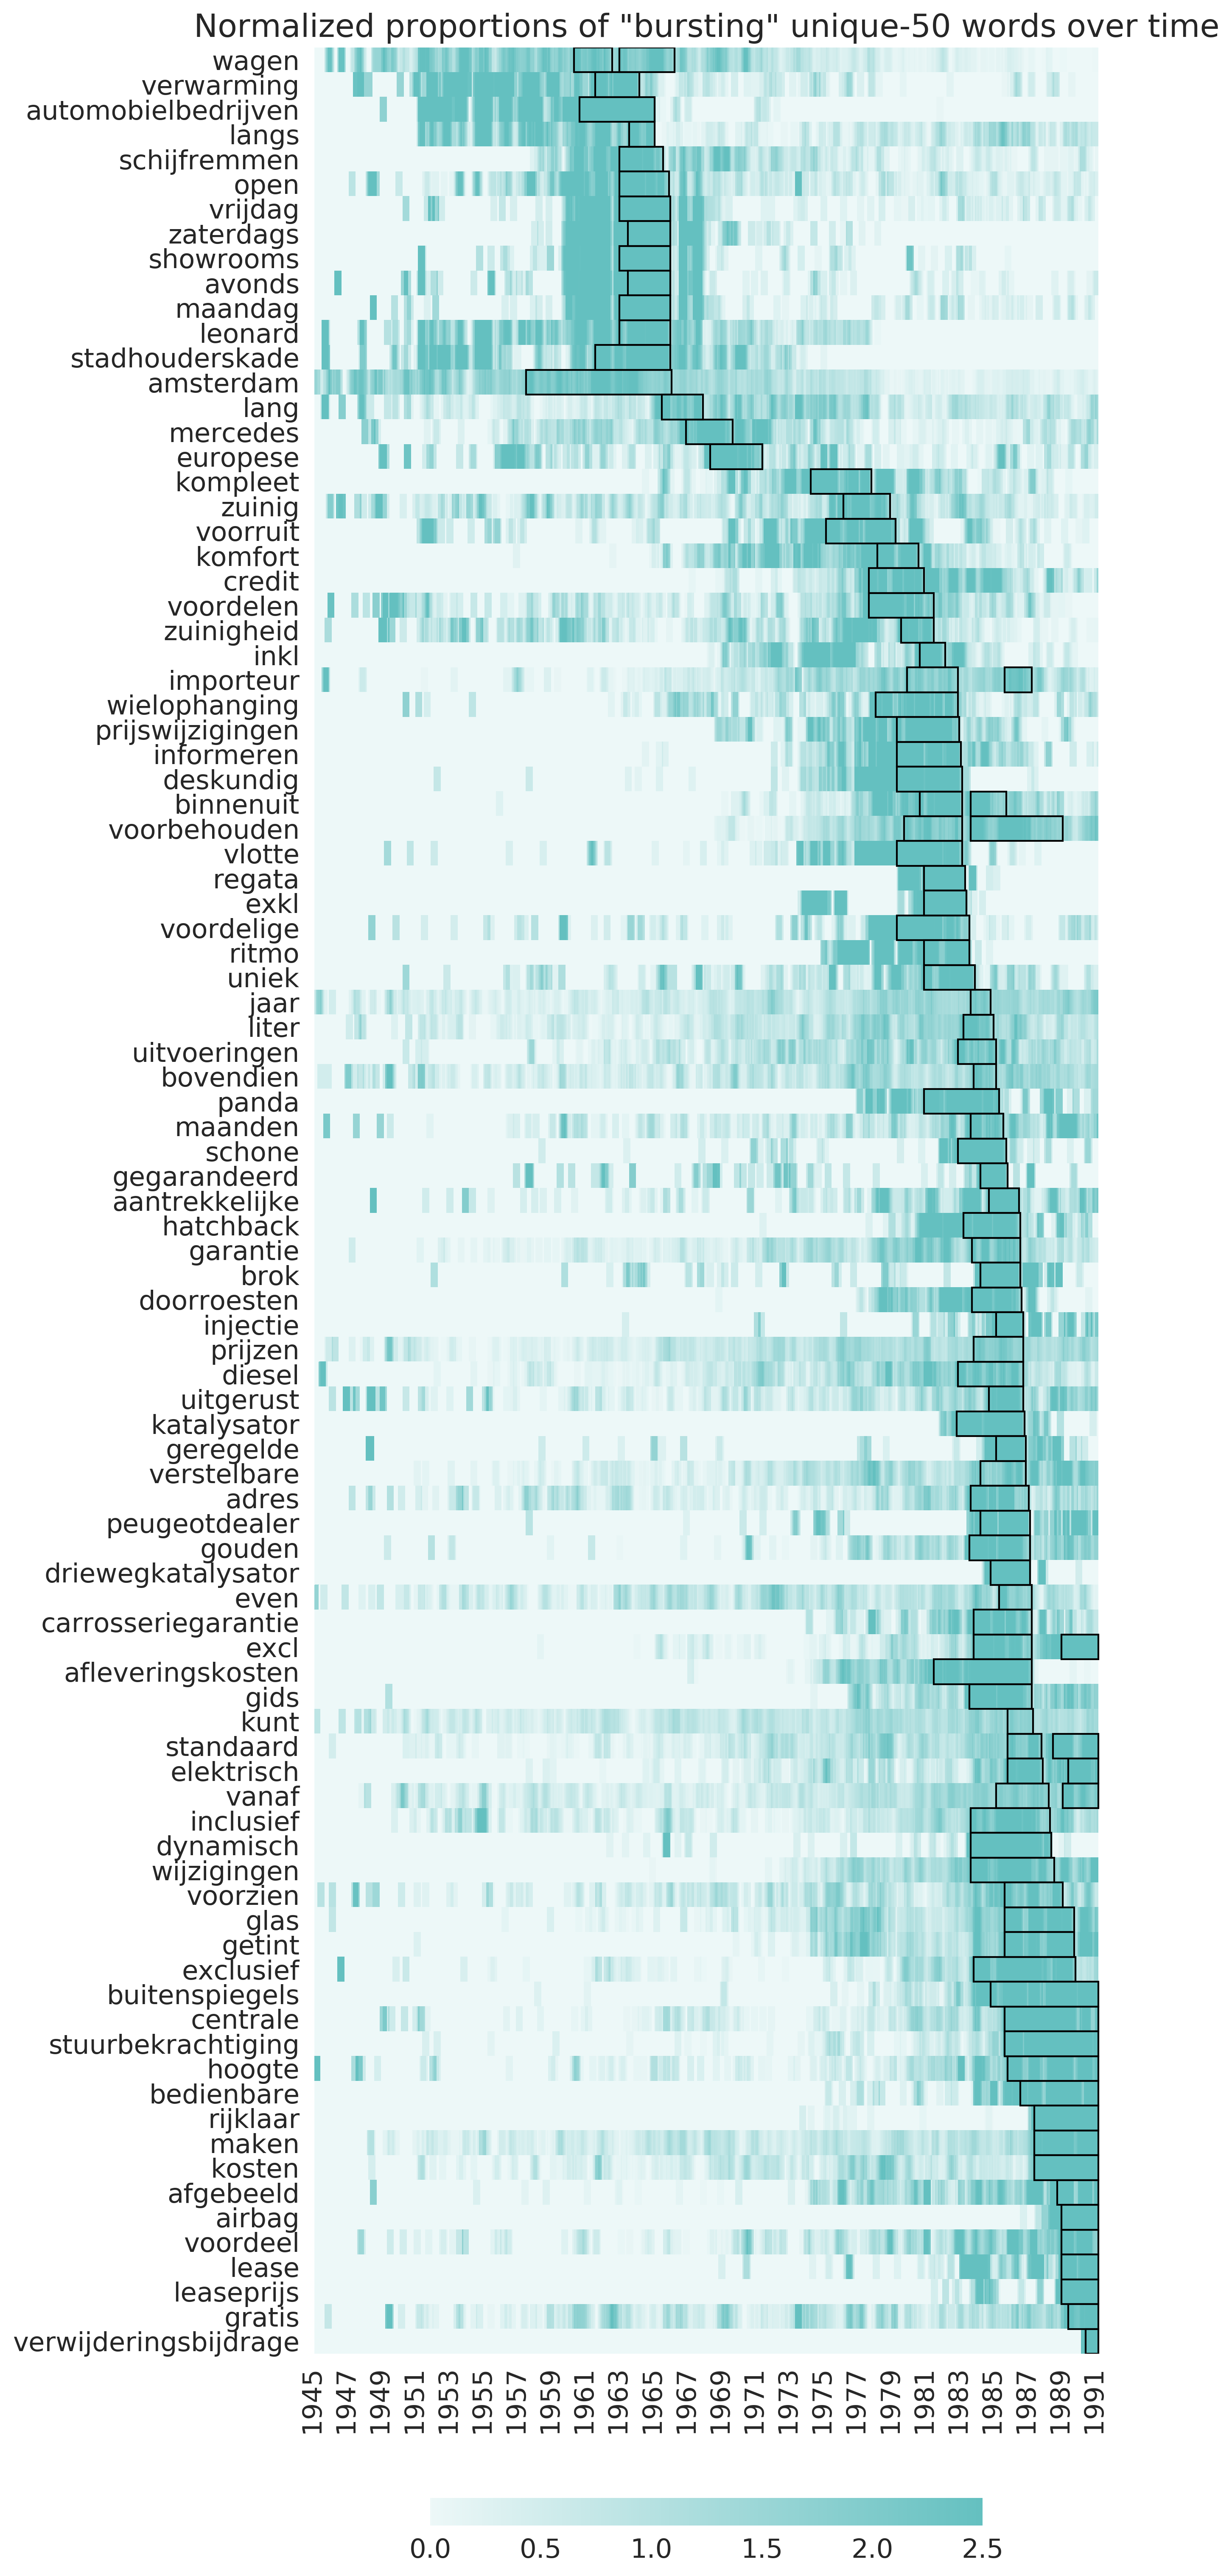 Normalized proportions of "bursting" unique-50 words over time
wagen
verwarming
automobielbedrijven
langs
schijfremmen
open
vrijdag
zaterdags
showrooms
avonds
maandag
leonard
stadhouderskade
amsterdam
lang
mercedes
europese
kompleet
zuinig
voorruit
komfort
credit
voordelen
zuinigheid
inkl
importeur
wielophanging
prijswijzigingen
informeren
deskundig
binnenuit
voorbehouden
vlotte
regata
exkl
voordelige
ritmo
uniek
jaar
liter
uitvoeringen
bovendien
panda
maanden
schone
gegarandeerd
aantrekkelijke
hatchback
garantie
brok
doorroesten
injectie
prijzen
diesel
uitgerust
katalysator
geregelde
verstelbare
adres
peugeotdealer
gouden
driewegkatalysator
even
carrosseriegarantie
excl
afleveringskosten
gids
kunt
standaard
elektrisch
vanaf
inclusief
dynamisch
wijzigingen
voorzien
glas
getint
exclusief
buitenspiegels
centrale
stuurbekrachtiging
hoogte
bedienbare
rijklaar
maken
kosten
afgebeeld
airbag
voordeel
lease
leaseprijs
gratis
verwijderingsbijdrage
1945 1947 1949 1951 1953 1955 1957 1959 1961 1963 1965 1967 1969 1971 1973 1975 1977 1979 1981 1983 1985 1987 1989 1991
0.0 0.5 1.0 1.5 2.0 2.5